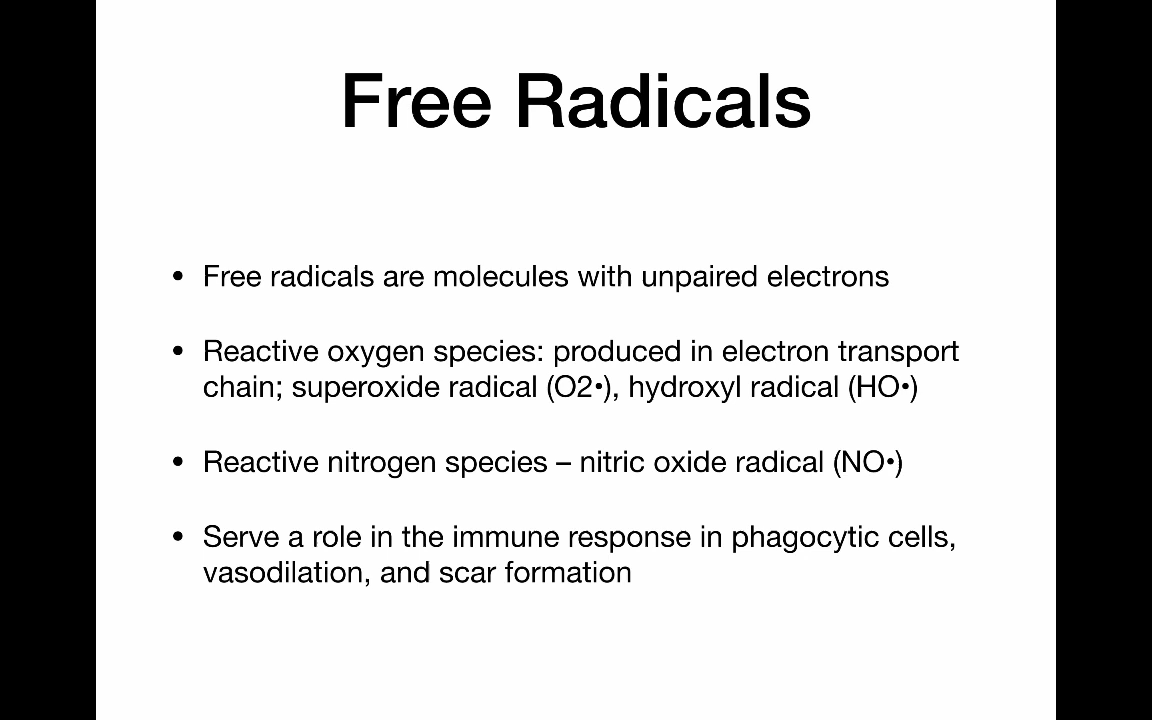 Free Radicals
• Free radicals are molecules with unpaired electrons
• Reactive oxygen species: produced in electron transport
chain; superoxide radical (O2•), hydroxyl radical (HO•)
• Reactive nitrogen species – nitric oxide radical (NO•)
• Serve a role in the immune response in phagocytic cells,
vasodilation, and scar formation